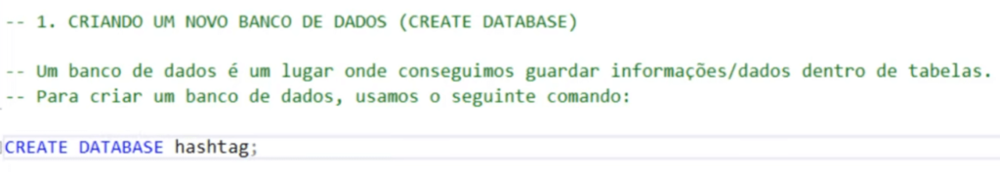 -- 1. CRIANDO UM NOVO BANCO DE DADOS (CREATE DATABASE)
-- Um banco de dados é um lugar onde conseguimos guardar informações/dados dentro de tabelas.
-- Para criar um banco de dados, usamos o seguinte comando:
CREATE DATABASE hashtag;